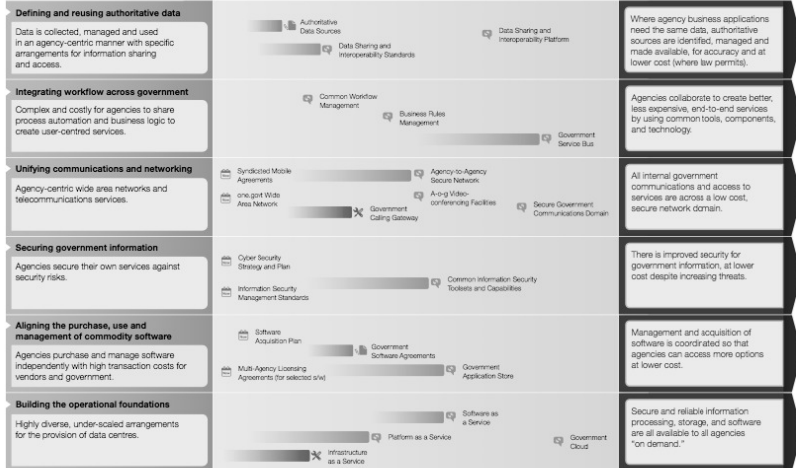 Defining and reusing authoritative data
Data is collected, managed and used
in an agency-centric manner with specific
arrangements for information sharing
and access.
Authoritative
Data Sources
Data Sharing and
Interoperability Standards
Data Sharing and
Interoperability Platform
Where agency business applications
need the same data, authoritative
sources are identifed, managed and
made available, for accuracy and at
lower cost (where law permits).
Integrating workflow across government
Complex and costly for agencies to share
process automation and business logic to
create user-centred services.
Common Workflow
Management
Business Rules
Management
Government
Service Bus
Agencies collaborate to create better,
less expensive, end-to-end services
by using common tools, components,
and technology.
Unifying communications and networking
Agency-centric wide area networks and
telecommunications services.
Syndicated Mobile
Agreements
one.govt Wide
Area Network
Agency-to-Agency
Secure Network
A-o-g Video-
conferencing Facilities
Government
Calling Gateway
Secure Government
Communications Domain
All internal government
communications and access to
services are across a low cost,
secure network domain.
Securing government information
Agencies secure their own services against
security risks.
Cyber Security
Strategy and Plan
Information Security
Management Standards
Common Information Security
Toolsets and Capabilities
There is improved security for
government information, at lower
cost despite increasing threats.
Aligning the purchase, use and
management of commodity software
Agencies purchase and manage software
independently with high transaction costs for
vendors and government.
Software
Acquisition Plan
Government
Software Agreements
Multi-Agency Licensing
Agreements (for selected s/w)
Government
Application Store
Management and acquisition of
software is coordinated so that
agencies can access more options
at lower cost.
Building the operational foundations
Highly diverse, under-scaled arrangements
for the provision of data centres.
Software as
a Service
Platform as a Service
Infrastructure
as a Service
Government
Cloud
Secure and reliable information
processing, storage, and software
are all available to all agencies
"on demand."